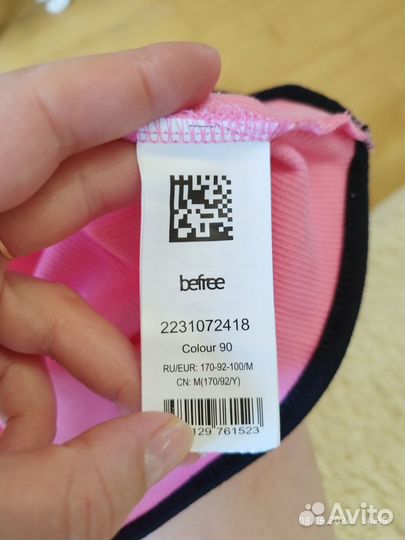 befree
2231072418
Colour 90
RU/EUR: 170-92-100/M
CN: M(170/92/Y)
129 761523
Avito